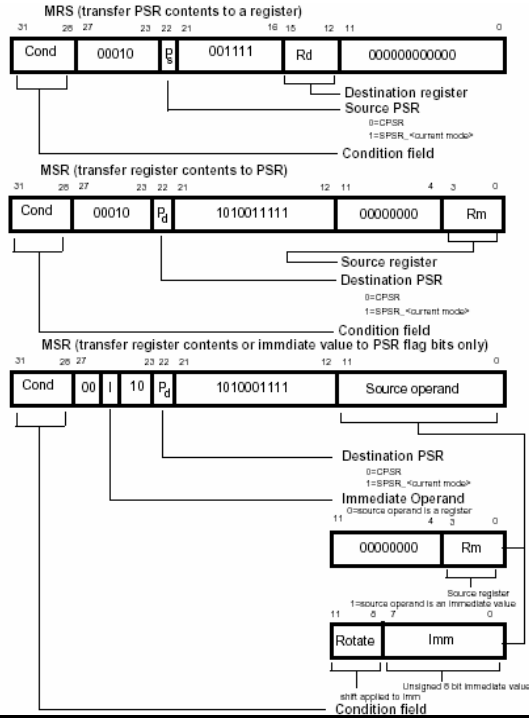 MRS (transfer PSR contents to a register)
31 28 27 23 22 21 16 15 12 11 0
Cond 00010 Ps 001111 Rd 000000000000
Destination register
Source PSR
0=CPSR
1=SPSR_<current mode>
Condition field
MSR (transfer register contents to PSR)
31 28 27 23 22 21 12 11 4 3 0
Cond 00010 Pd 1010011111 00000000 Rm
Source register
Destination PSR
0=CPSR
1=SPSR_<current mode>
Condition field
MSR (transfer register contents or immdiate value to PSR flag bits only)
31 28 27 23 22 21 12 11 0
Cond 00 I 10 Pd 1010001111 Source operand
Destination PSR
0=CPSR
1=SPSR_<current mode>
Immediate Operand
0=source operand is a register
11 4 3 0
00000000 Rm
Source register
1=source operand is an immediate value
11 8 7 0
Rotate Imm
Unsigned 8 bit immediate value
shift applied to Imm
Condition field